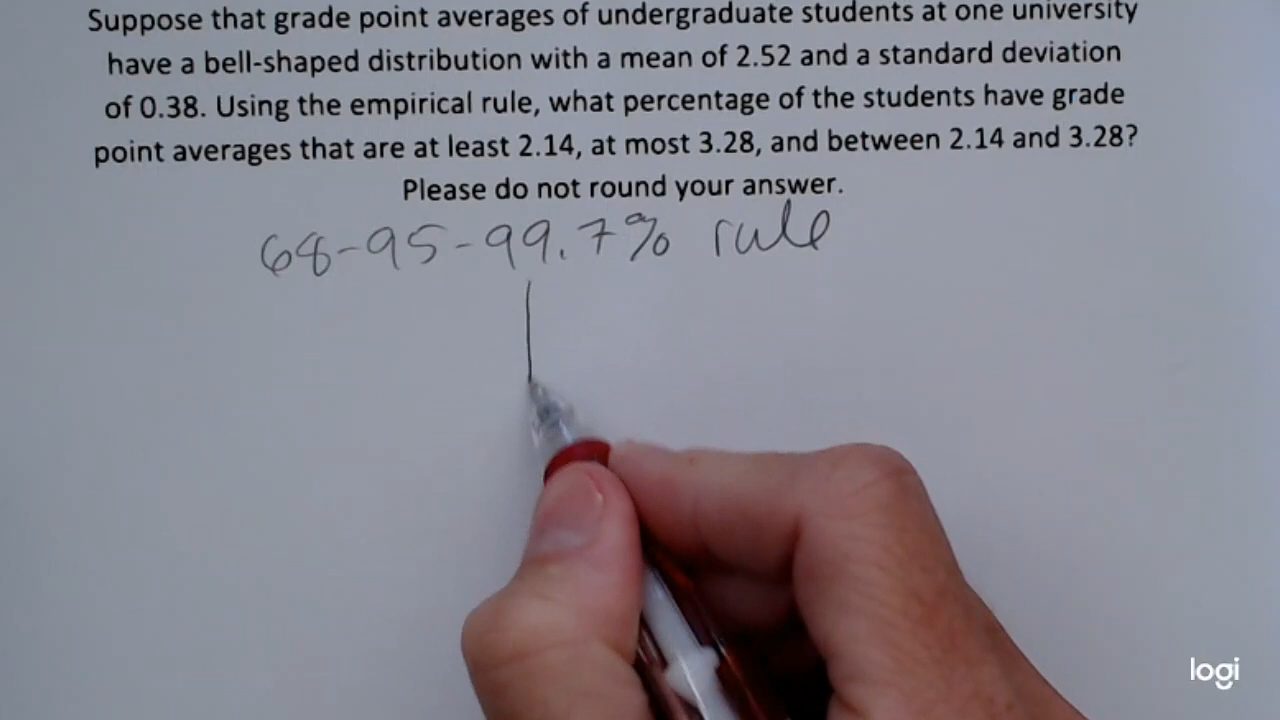 Suppose that grade point averages of undergraduate students at one university
have a bell-shaped distribution with a mean of 2.52 and a standard deviation
of 0.38. Using the empirical rule, what percentage of the students have grade
point averages that are at least 2.14, at most 3.28, and between 2.14 and 3.28?
Please do not round your answer.
68-95-99.7% rule
logi